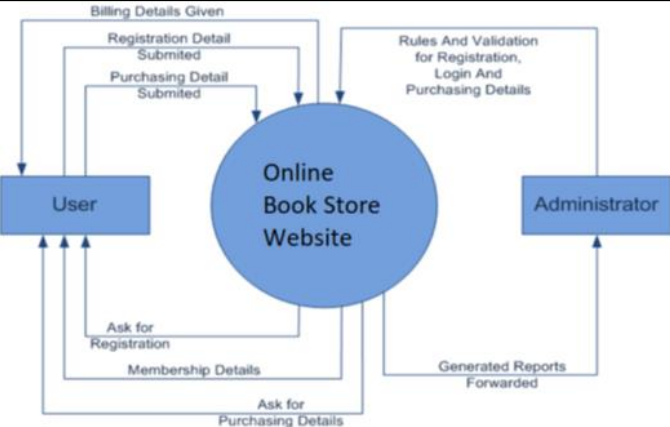 Billing Details Given
Registration Detail
Submited
Purchasing Detail
Submited
Rules And Validation
for Registration,
Login And
Purchasing Details
Online
Book Store
Website
User
Administrator
Ask for
Registration
Membership Details
Generated Reports
Forwarded
Ask for
Purchasing Details